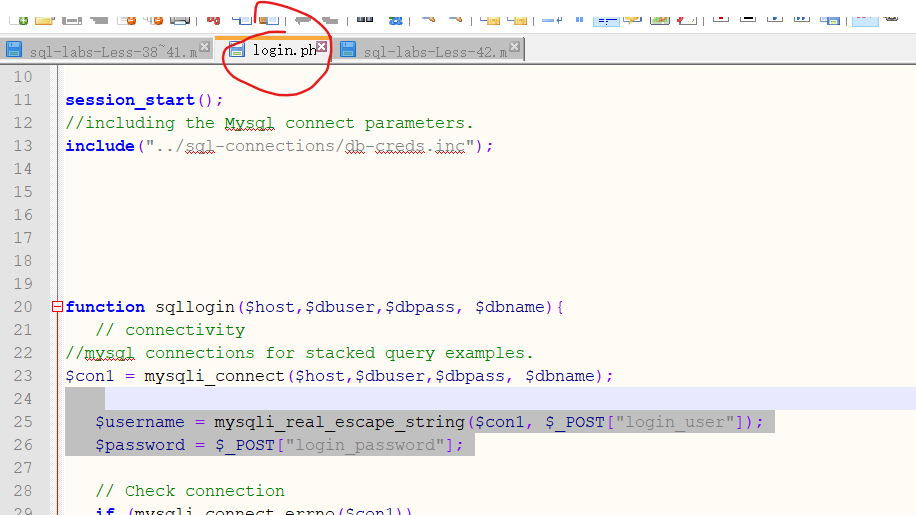 sql-labs-Less-38~41.m login.ph sql-labs-Less-42.m
10
11 session_start();
12 //including the Mysql connect parameters.
13 include("../sql-connections/db-creds.inc");
14
15
16
17
18
19
20 function sqllogin($host,$dbuser,$dbpass, $dbname){
21 // connectivity
22 //mysql connections for stacked query examples.
23 $con1 = mysqli_connect($host,$dbuser,$dbpass, $dbname);
24
25 $username = mysqli_real_escape_string($con1, $_POST["login_user"]);
26 $password = $_POST["login_password"];
27
28 // Check connection
29 if (mysqli_connect_errno($con1))